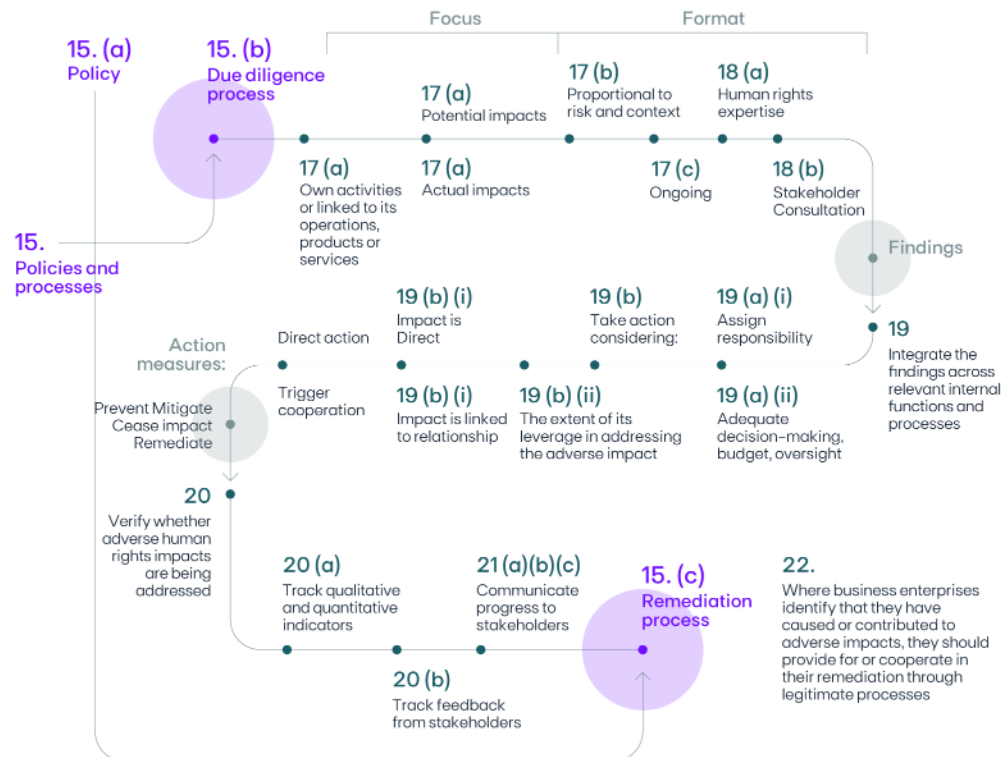 Focus
Format
15. (a)
Policy
15. (b)
Due diligence
process
17 (a)
Potential impacts
17 (b)
Proportional to
risk and context
18 (a)
Human rights
expertise
17 (a)
Own activities
or linked to its
operations,
products or
services
17 (a)
Actual impacts
17 (c)
Ongoing
18 (b)
Stakeholder
Consultation
15.
Policies and
processes
Findings
19
Integrate the
findings across
relevant internal
functions and
processes
19 (a) (i)
Assign
responsibility
19 (a) (ii)
Adequate
decision-making,
budget, oversight
19 (b)
Take action
considering:
19 (b) (ii)
The extent of its
leverage in addressing
the adverse impact
19 (b) (i)
Impact is
Direct
19 (b) (i)
Impact is linked
to relationship
Direct action
Trigger
cooperation
Action
measures:
Prevent Mitigate
Cease impact
Remediate
20
Verify whether
adverse human
rights impacts
are being
addressed
20 (a)
Track qualitative
and quantitative
indicators
20 (b)
Track feedback
from stakeholders
21 (a)(b)(c)
Communicate
progress to
stakeholders
15. (c)
Remediation
process
22.
Where business enterprises
identify that they have
caused or contributed to
adverse impacts, they should
provide for or cooperate in
their remediation through
legitimate processes